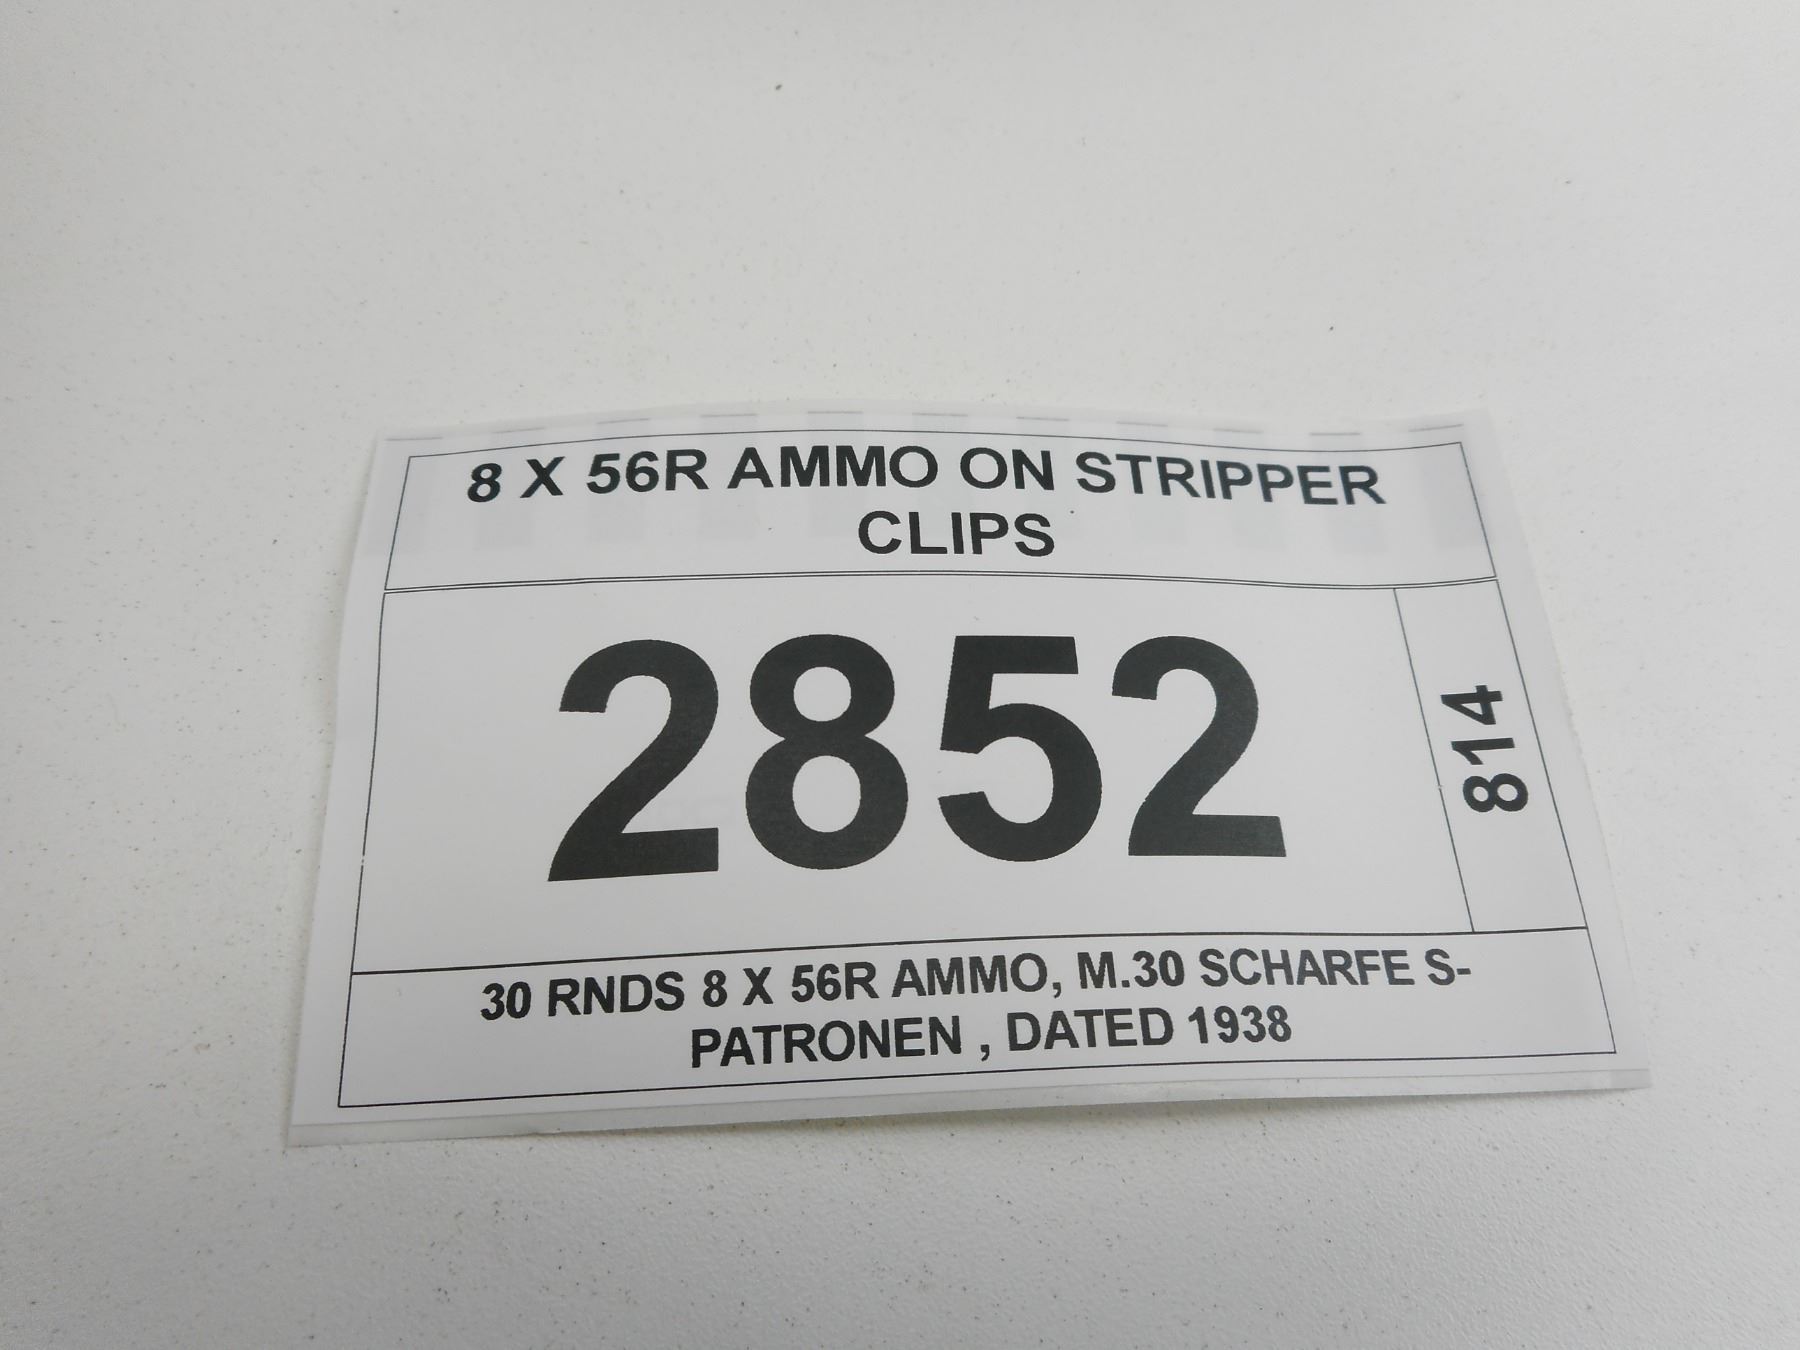 8 X 56R AMMO ON STRIPPER
CLIPS
2852
814
30 RNDS 8 X 56R AMMO, M.30 SCHARFE S-
PATRONEN , DATED 1938